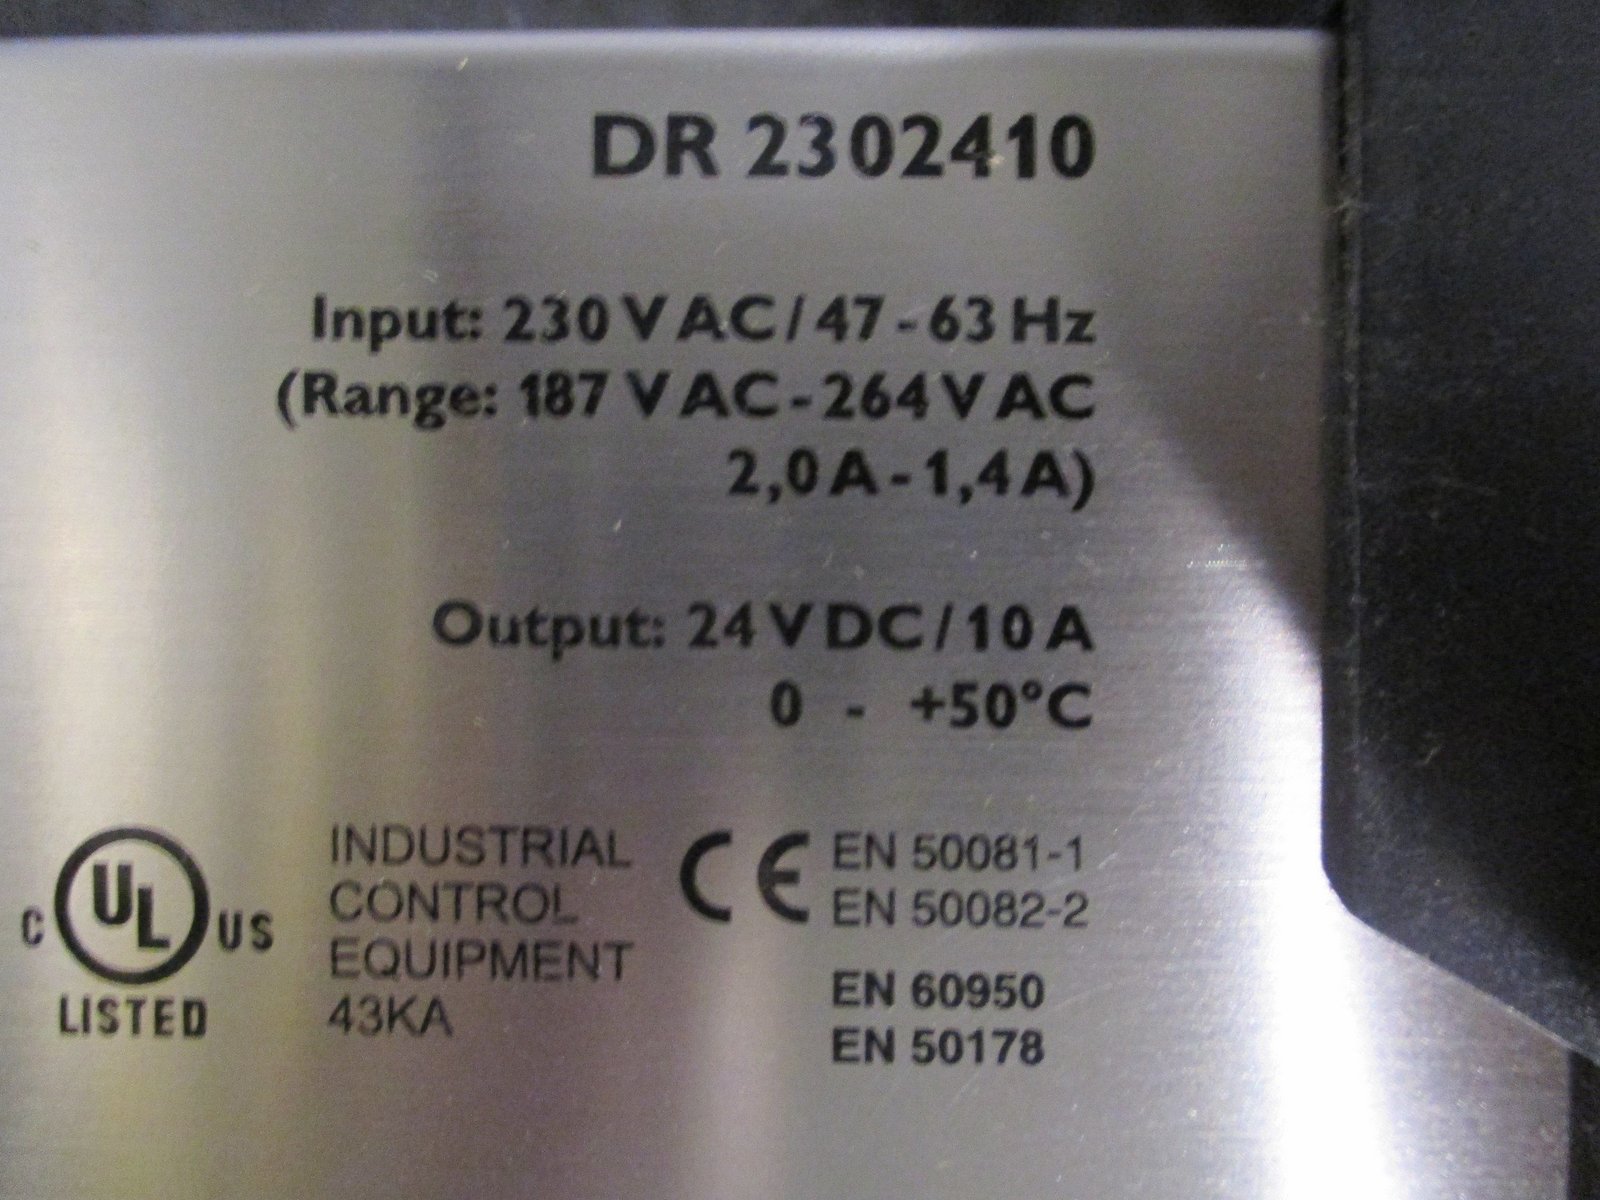 DR 2302410
Input: 230 V AC / 47 - 63 Hz
(Range: 187 V AC - 264 V AC
2,0 A - 1,4 A)
Output: 24 V DC / 10 A
0 - +50°C
C UL US
LISTED
INDUSTRIAL
CONTROL
EQUIPMENT
43KA
CE
EN 50081-1
EN 50082-2
EN 60950
EN 50178